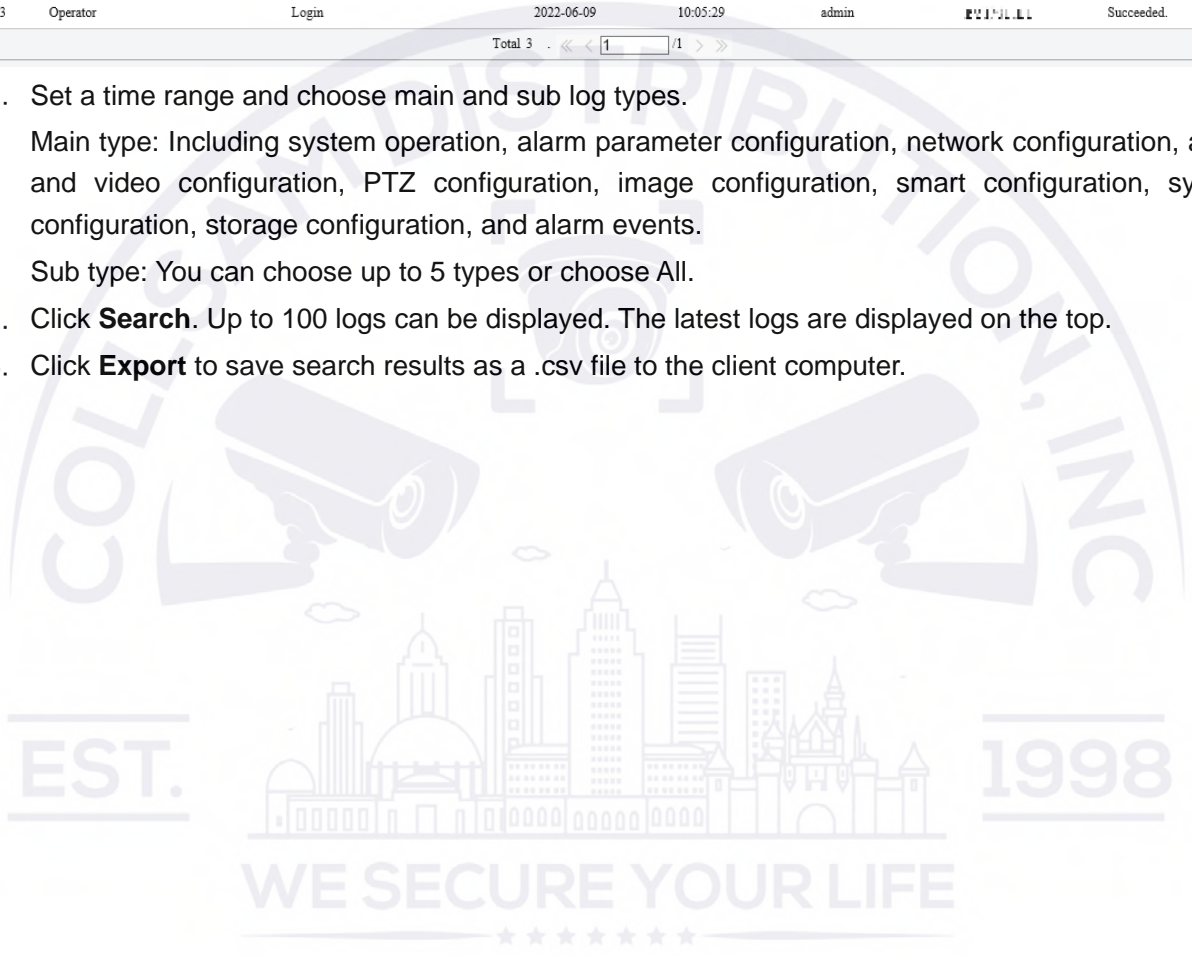 3 Operator Login 2022-06-09 10:05:29 admin Succeeded.
Total 3 . « < 1 /1 > »
. Set a time range and choose main and sub log types.
Main type: Including system operation, alarm parameter configuration, network configuration, a
and video configuration, PTZ configuration, image configuration, smart configuration, sy
configuration, storage configuration, and alarm events.
Sub type: You can choose up to 5 types or choose All.
. Click Search. Up to 100 logs can be displayed. The latest logs are displayed on the top.
. Click Export to save search results as a .csv file to the client computer.
COLLSAM DISTRIBUTION, INC
EST. 1998
WE SECURE YOUR LIFE